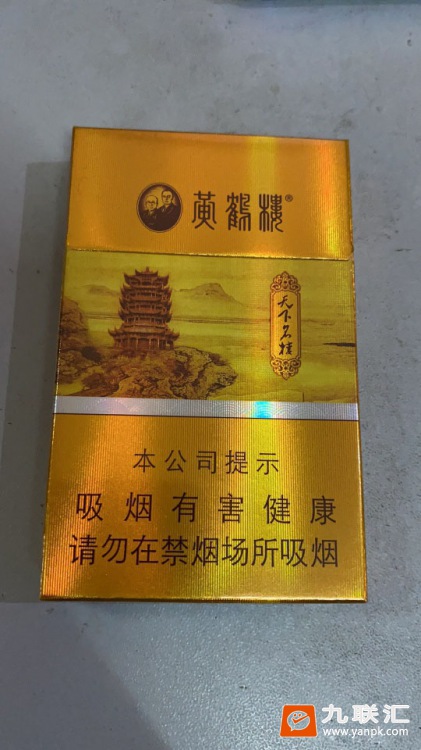 黄鹤楼®
天下名楼
本公司提示
吸烟有害健康
请勿在禁烟场所吸烟
九联汇
www.yanpk.com